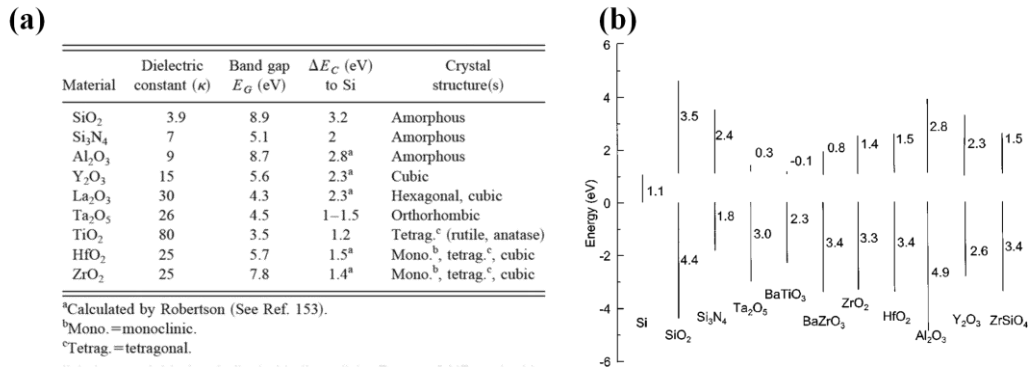 (a)
Material Dielectric constant (κ) Band gap E_G (eV) ΔE_C (eV) to Si Crystal structure(s)
SiO₂ 3.9 8.9 3.2 Amorphous
Si₃N₄ 7 5.1 2 Amorphous
Al₂O₃ 9 8.7 2.8ᵃ Amorphous
Y₂O₃ 15 5.6 2.3ᵃ Cubic
La₂O₃ 30 4.3 2.3ᵃ Hexagonal, cubic
Ta₂O₅ 26 4.5 1–1.5 Orthorhombic
TiO₂ 80 3.5 1.2 Tetrag.ᶜ (rutile, anatase)
HfO₂ 25 5.7 1.5ᵃ Mono.ᵇ, tetrag.ᶜ, cubic
ZrO₂ 25 7.8 1.4ᵃ Mono.ᵇ, tetrag.ᶜ, cubic
ᵃCalculated by Robertson (See Ref. 153).
ᵇMono.=monoclinic.
ᶜTetrag.=tetragonal.
(b)
Energy (eV)
6
4
2
0
-2
-4
-6
3.5
2.4
0.3
-0.1
0.8
1.4
1.5
2.8
2.3
1.5
1.1
4.4
1.8
3.0
2.3
3.4
3.3
3.4
4.9
2.6
3.4
Si
SiO₂
Si₃N₄
Ta₂O₅
BaTiO₃
BaZrO₃
ZrO₂
HfO₂
Al₂O₃
Y₂O₃
ZrSiO₄